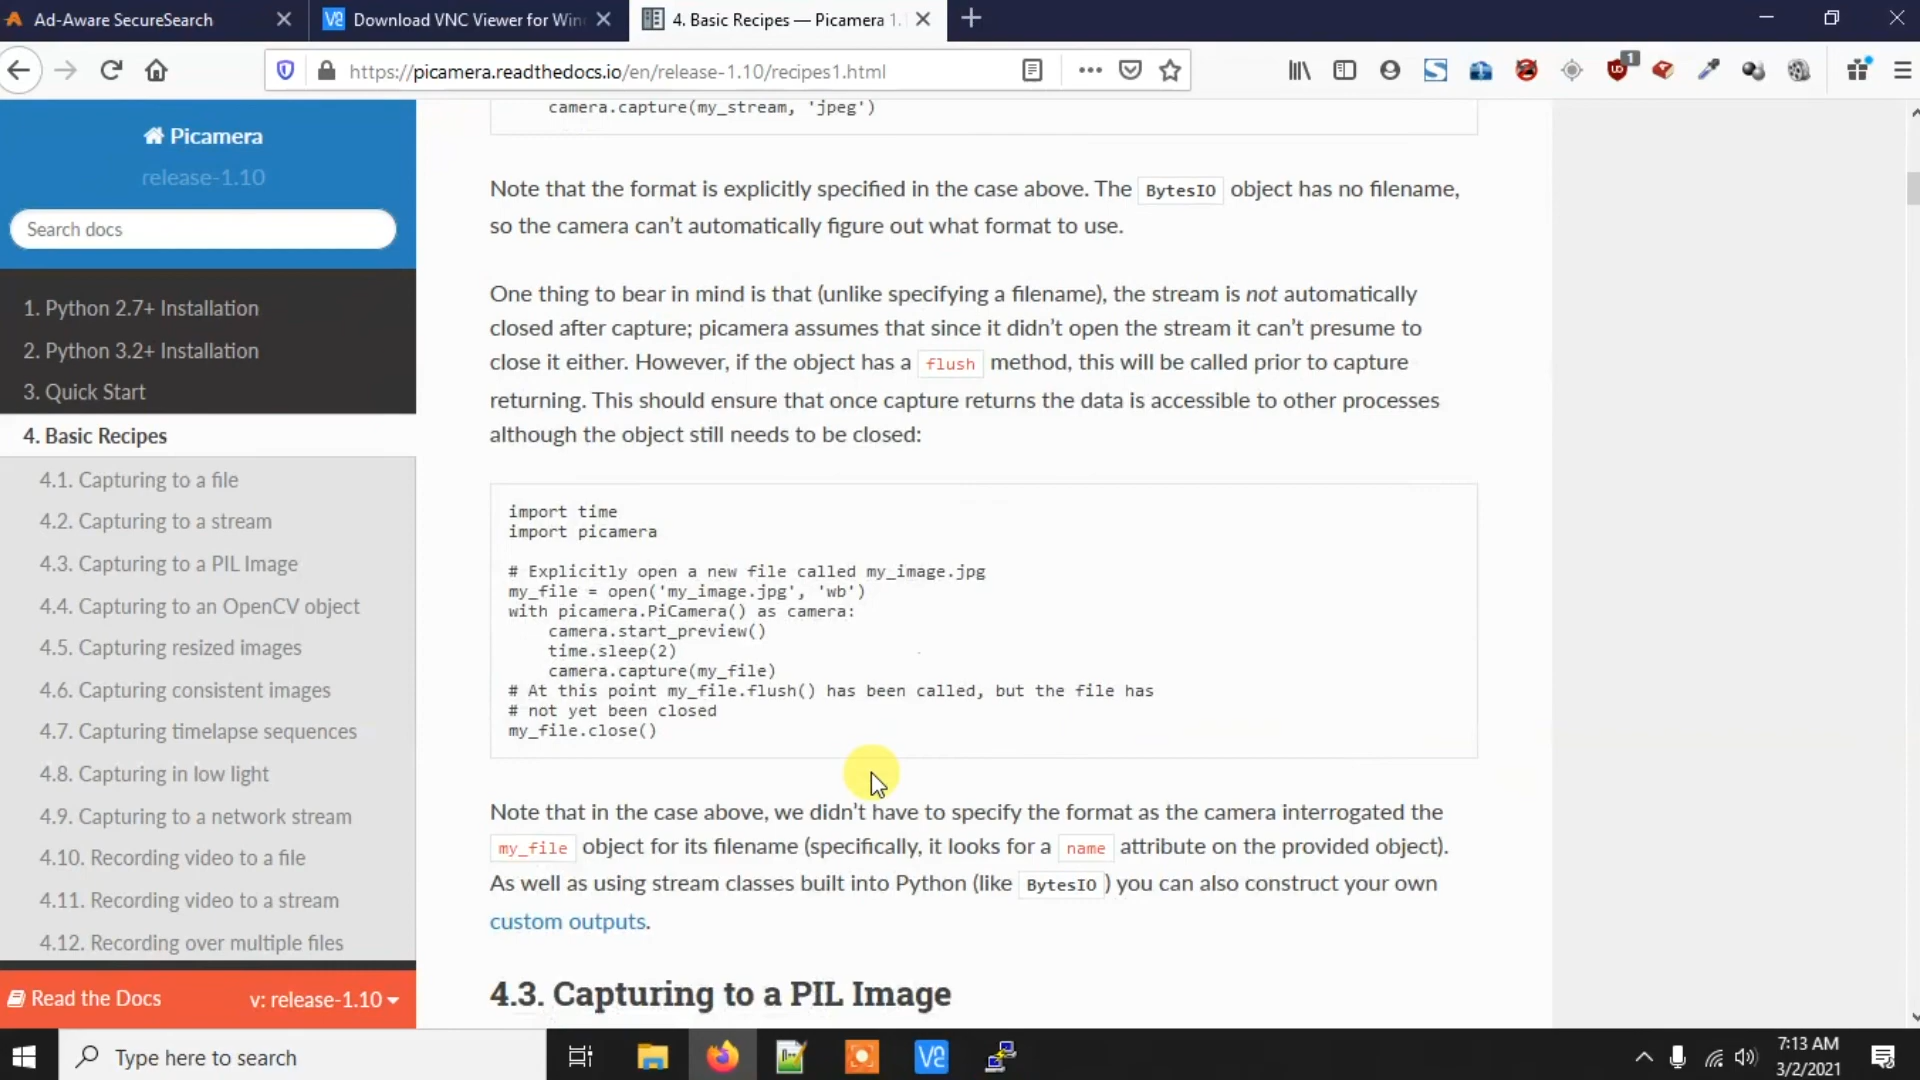 Ad-Aware SecureSearch
Download VNC Viewer for Win
4. Basic Recipes — Picamera 1.
https://picamera.readthedocs.io/en/release-1.10/recipes1.html
1
Picamera
release-1.10
Search docs
1. Python 2.7+ Installation
2. Python 3.2+ Installation
3. Quick Start
4. Basic Recipes
4.1. Capturing to a file
4.2. Capturing to a stream
4.3. Capturing to a PIL Image
4.4. Capturing to an OpenCV object
4.5. Capturing resized images
4.6. Capturing consistent images
4.7. Capturing timelapse sequences
4.8. Capturing in low light
4.9. Capturing to a network stream
4.10. Recording video to a file
4.11. Recording video to a stream
4.12. Recording over multiple files
Read the Docs v: release-1.10
camera.capture(my_stream, 'jpeg')
Note that the format is explicitly specified in the case above. The BytesIO object has no filename,
so the camera can't automatically figure out what format to use.
One thing to bear in mind is that (unlike specifying a filename), the stream is not automatically
closed after capture; picamera assumes that since it didn't open the stream it can't presume to
close it either. However, if the object has a flush method, this will be called prior to capture
returning. This should ensure that once capture returns the data is accessible to other processes
although the object still needs to be closed:
import time
import picamera
# Explicitly open a new file called my_image.jpg
my_file = open('my_image.jpg', 'wb')
with picamera.PiCamera() as camera:
camera.start_preview()
time.sleep(2)
camera.capture(my_file)
# At this point my_file.flush() has been called, but the file has
# not yet been closed
my_file.close()
Note that in the case above, we didn't have to specify the format as the camera interrogated the
my_file object for its filename (specifically, it looks for a name attribute on the provided object).
As well as using stream classes built into Python (like BytesIO) you can also construct your own
custom outputs.
4.3. Capturing to a PIL Image
Type here to search
7:13 AM
3/2/2021